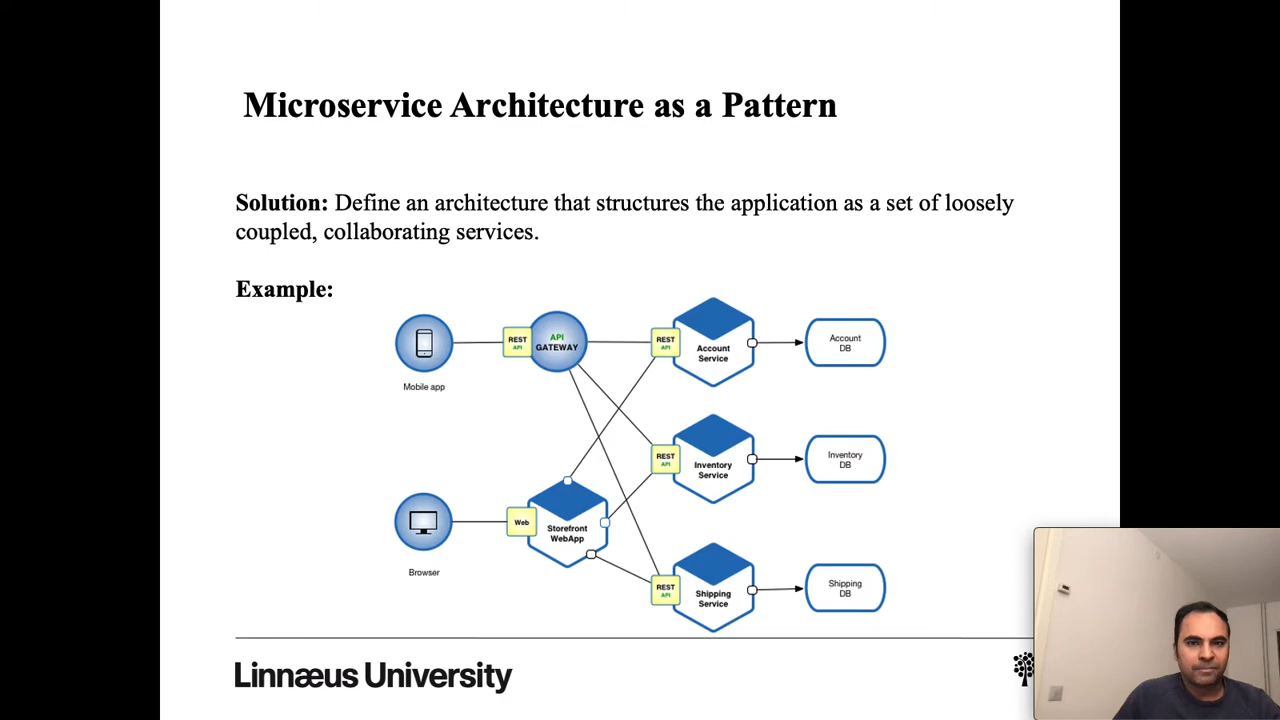 Microservice Architecture as a Pattern
Solution: Define an architecture that structures the application as a set of loosely
coupled, collaborating services.
Example:
Mobile app
REST
API
API
GATEWAY
REST
API
Account
Service
Account
DB
REST
API
Inventory
Service
Inventory
DB
Browser
Web
Storefront
WebApp
REST
API
Shipping
Service
Shipping
DB
Linnæus University